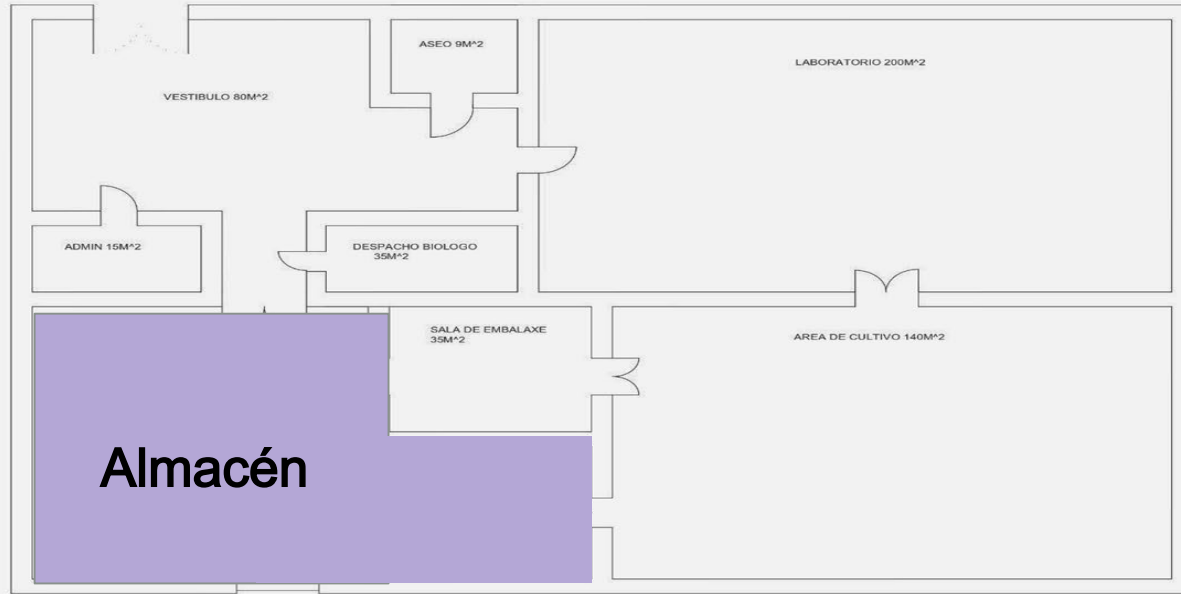 ASEO 9M^2
LABORATORIO 200M^2
VESTIBULO 80M^2
ADMIN 15M^2
DESPACHO BIOLOGO
35M^2
SALA DE EMBALAXE
35M^2
AREA DE CULTIVO 140M^2
Almacén